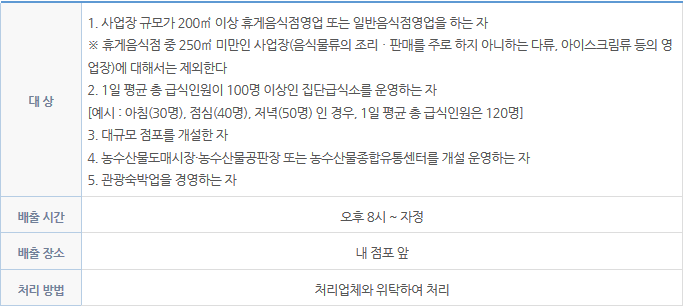 대 상
1. 사업장 규모가 200㎡ 이상 휴게음식점영업 또는 일반음식점영업을 하는 자
※ 휴게음식점 중 250㎡ 미만인 사업장(음식물류의 조리ㆍ판매를 주로 하지 아니하는 다류, 아이스크림류 등의 영
업장)에 대해서는 제외한다
2. 1일 평균 총 급식인원이 100명 이상인 집단급식소를 운영하는 자
[예시 : 아침(30명), 점심(40명), 저녁(50명) 인 경우, 1일 평균 총 급식인원은 120명]
3. 대규모 점포를 개설한 자
4. 농수산물도매시장·농수산물공판장 또는 농수산물종합유통센터를 개설 운영하는 자
5. 관광숙박업을 경영하는 자
배출 시간 오후 8시 ~ 자정
배출 장소 내 점포 앞
처리 방법 처리업체와 위탁하여 처리